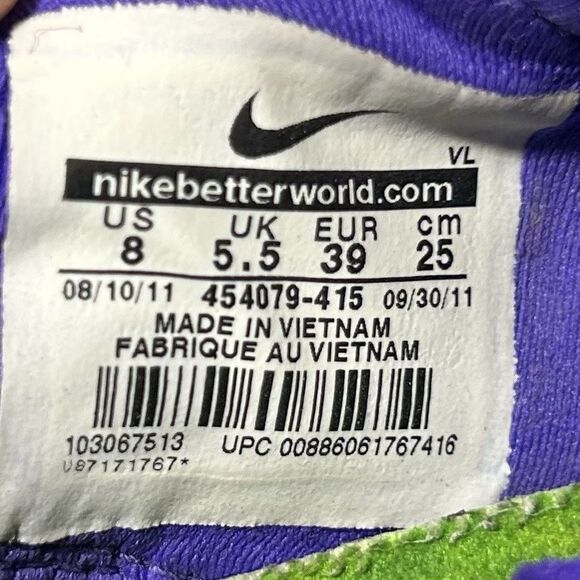 VL
nikebetterworld.com
US UK EUR cm
8 5.5 39 25
08/10/11 454079-415 09/30/11
MADE IN VIETNAM
FABRIQUE AU VIETNAM
103067513 UPC 00886061767416
U87171767*